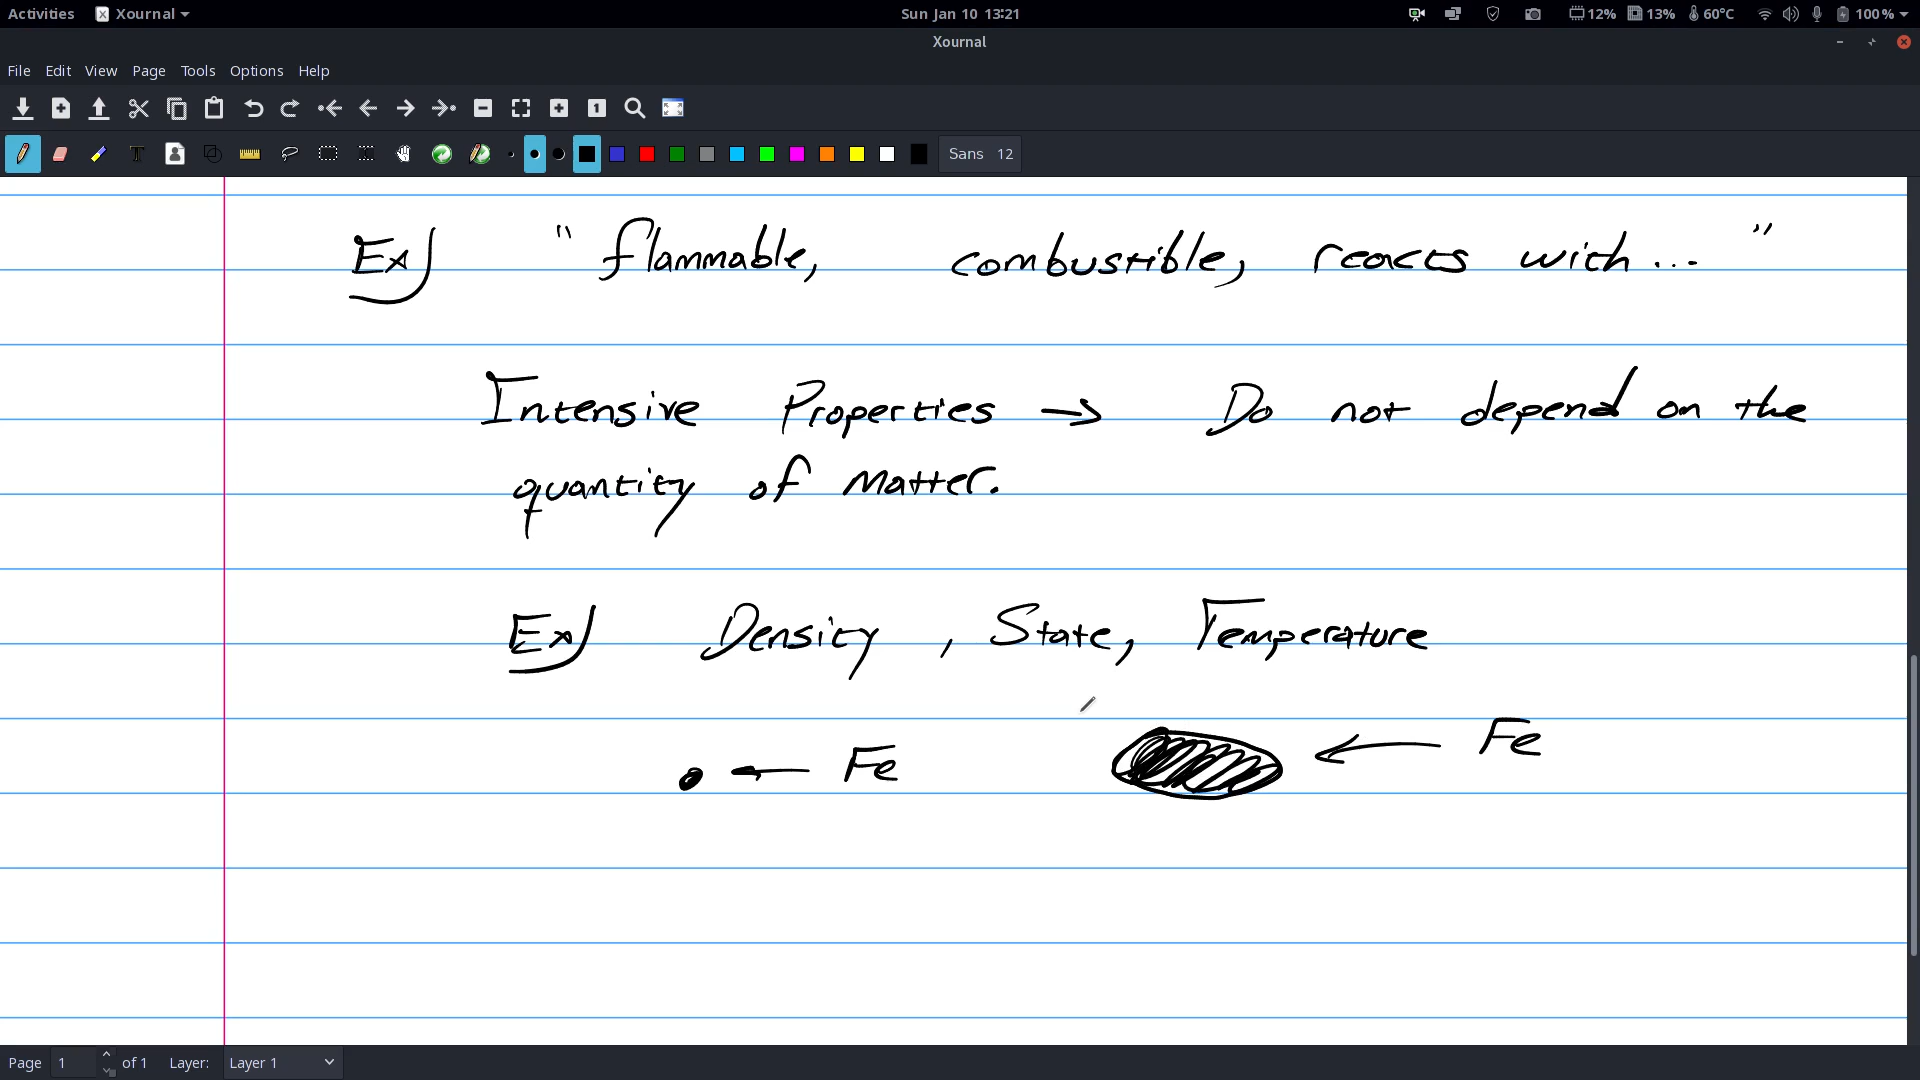 Activities Xournal Sun Jan 10 13:21 12% 13% 60°C 100%
Xournal
File Edit View Page Tools Options Help
1
T Sans 12
Ex) "flammable, combustible, reacts with... "
Intensive Properties → Do not depend on the
quantity of matter.
Ex) Density , State, Temperature
← Fe ← Fe
Page 1 of 1 Layer: Layer 1